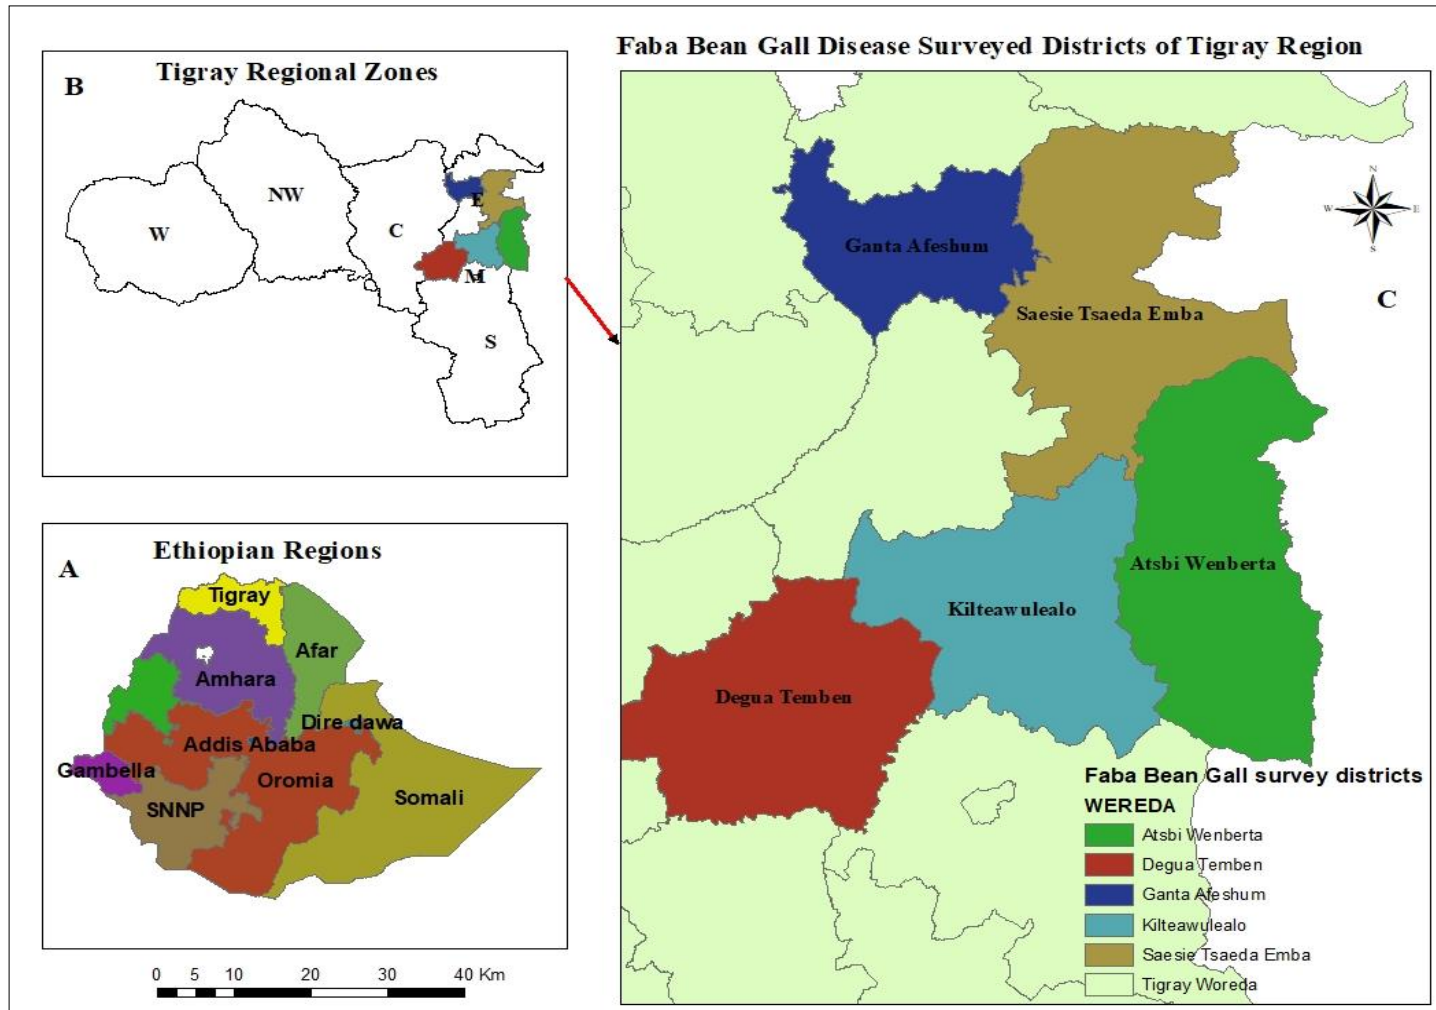 Faba Bean Gall Disease Surveyed Districts of Tigray Region
B
Tigray Regional Zones
W
NW
C
E
M
S
A
Ethiopian Regions
Tigray
Afar
Amhara
Dire dawa
Addis Ababa
Gambella
Oromia
SNNP
Somali
0 5 10 20 30 40 Km
N
W E
S
C
Ganta Afeshum
Saesie Tsaeda Emba
Atsbi Wenberta
Kilteawulealo
Degua Temben
Faba Bean Gall survey districts
WEREDA
Atsbi Wenberta
Degua Temben
Ganta Afeshum
Kilteawulealo
Saesie Tsaeda Emba
Tigray Woreda